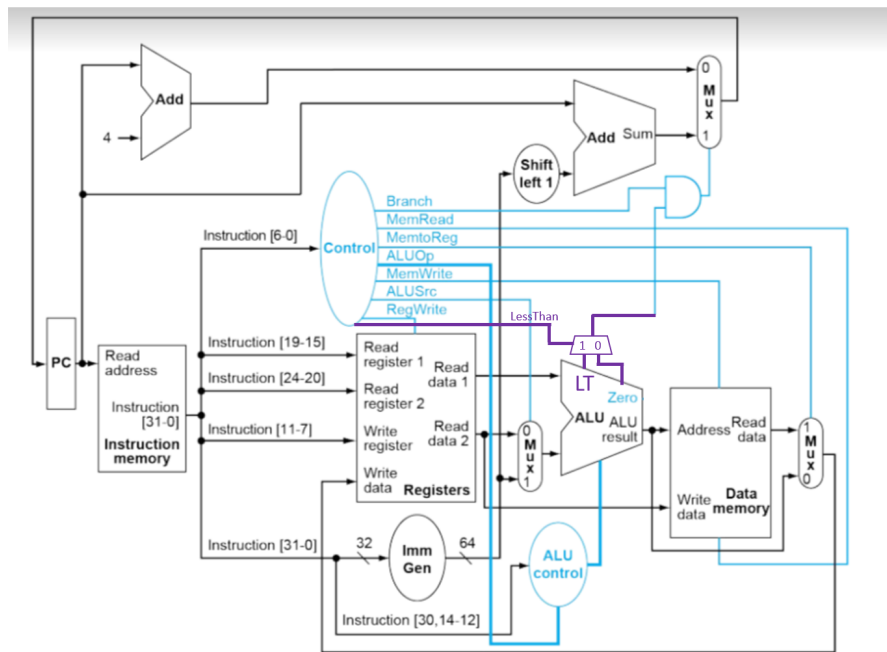 Add
4
Add Sum
0
Mux
1
Shift
left 1
Branch
MemRead
MemtoReg
ALUOp
MemWrite
ALUSrc
RegWrite
Control
Instruction [6-0]
LessThan
1 0
LT
Zero
PC
Read
address
Instruction
[31-0]
Instruction
memory
Instruction [19-15]
Instruction [24-20]
Instruction [11-7]
Read
register 1
Read
register 2
Write
register
Write
data
Read
data 1
Read
data 2
Registers
0
Mux
1
ALU
ALU
result
Address
Read
data
Write
data
Data
memory
1
Mux
0
Instruction [31-0]
32
Imm
Gen
64
ALU
control
Instruction [30,14-12]